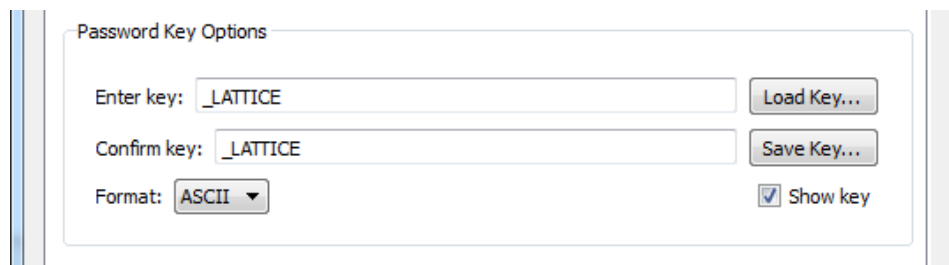 Password Key Options
Enter key: _LATTICE Load Key...
Confirm key: _LATTICE Save Key...
Format: ASCII Show key